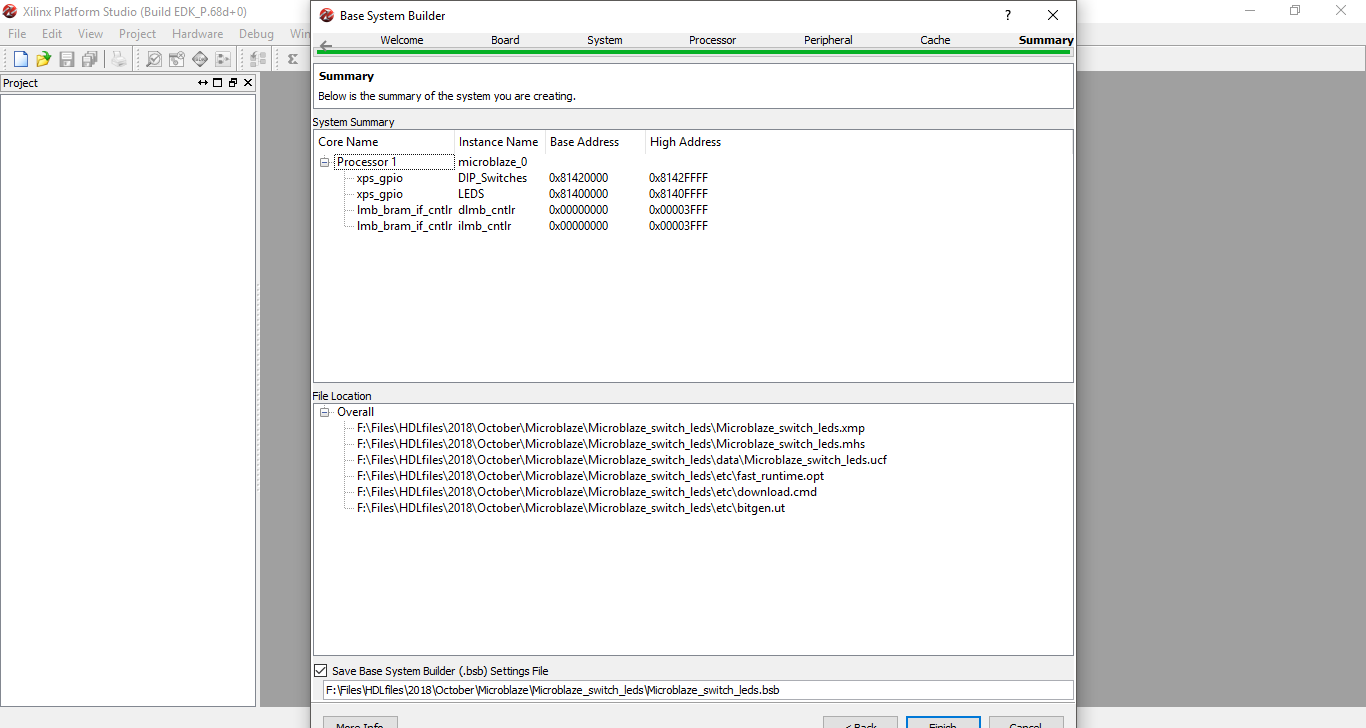 Xilinx Platform Studio (Build EDK_P.68d+0)
File Edit View Project Hardware Debug Win
Project
Base System Builder
?
Welcome Board System Processor Peripheral Cache Summary
Summary
Below is the summary of the system you are creating.
System Summary
Core Name Instance Name Base Address High Address
Processor 1 microblaze_0
xps_gpio DIP_Switches 0x81420000 0x8142FFFF
xps_gpio LEDS 0x81400000 0x8140FFFF
lmb_bram_if_cntlr dlmb_cntlr 0x00000000 0x00003FFF
lmb_bram_if_cntlr ilmb_cntlr 0x00000000 0x00003FFF
File Location
Overall
F:\Files\HDLfiles\2018\October\Microblaze\Microblaze_switch_leds\Microblaze_switch_leds.xmp
F:\Files\HDLfiles\2018\October\Microblaze\Microblaze_switch_leds\Microblaze_switch_leds.mhs
F:\Files\HDLfiles\2018\October\Microblaze\Microblaze_switch_leds\data\Microblaze_switch_leds.ucf
F:\Files\HDLfiles\2018\October\Microblaze\Microblaze_switch_leds\etc\fast_runtime.opt
F:\Files\HDLfiles\2018\October\Microblaze\Microblaze_switch_leds\etc\download.cmd
F:\Files\HDLfiles\2018\October\Microblaze\Microblaze_switch_leds\etc\bitgen.ut
Save Base System Builder (.bsb) Settings File
F:\Files\HDLfiles\2018\October\Microblaze\Microblaze_switch_leds\Microblaze_switch_leds.bsb
More Info < Back Finish Cancel